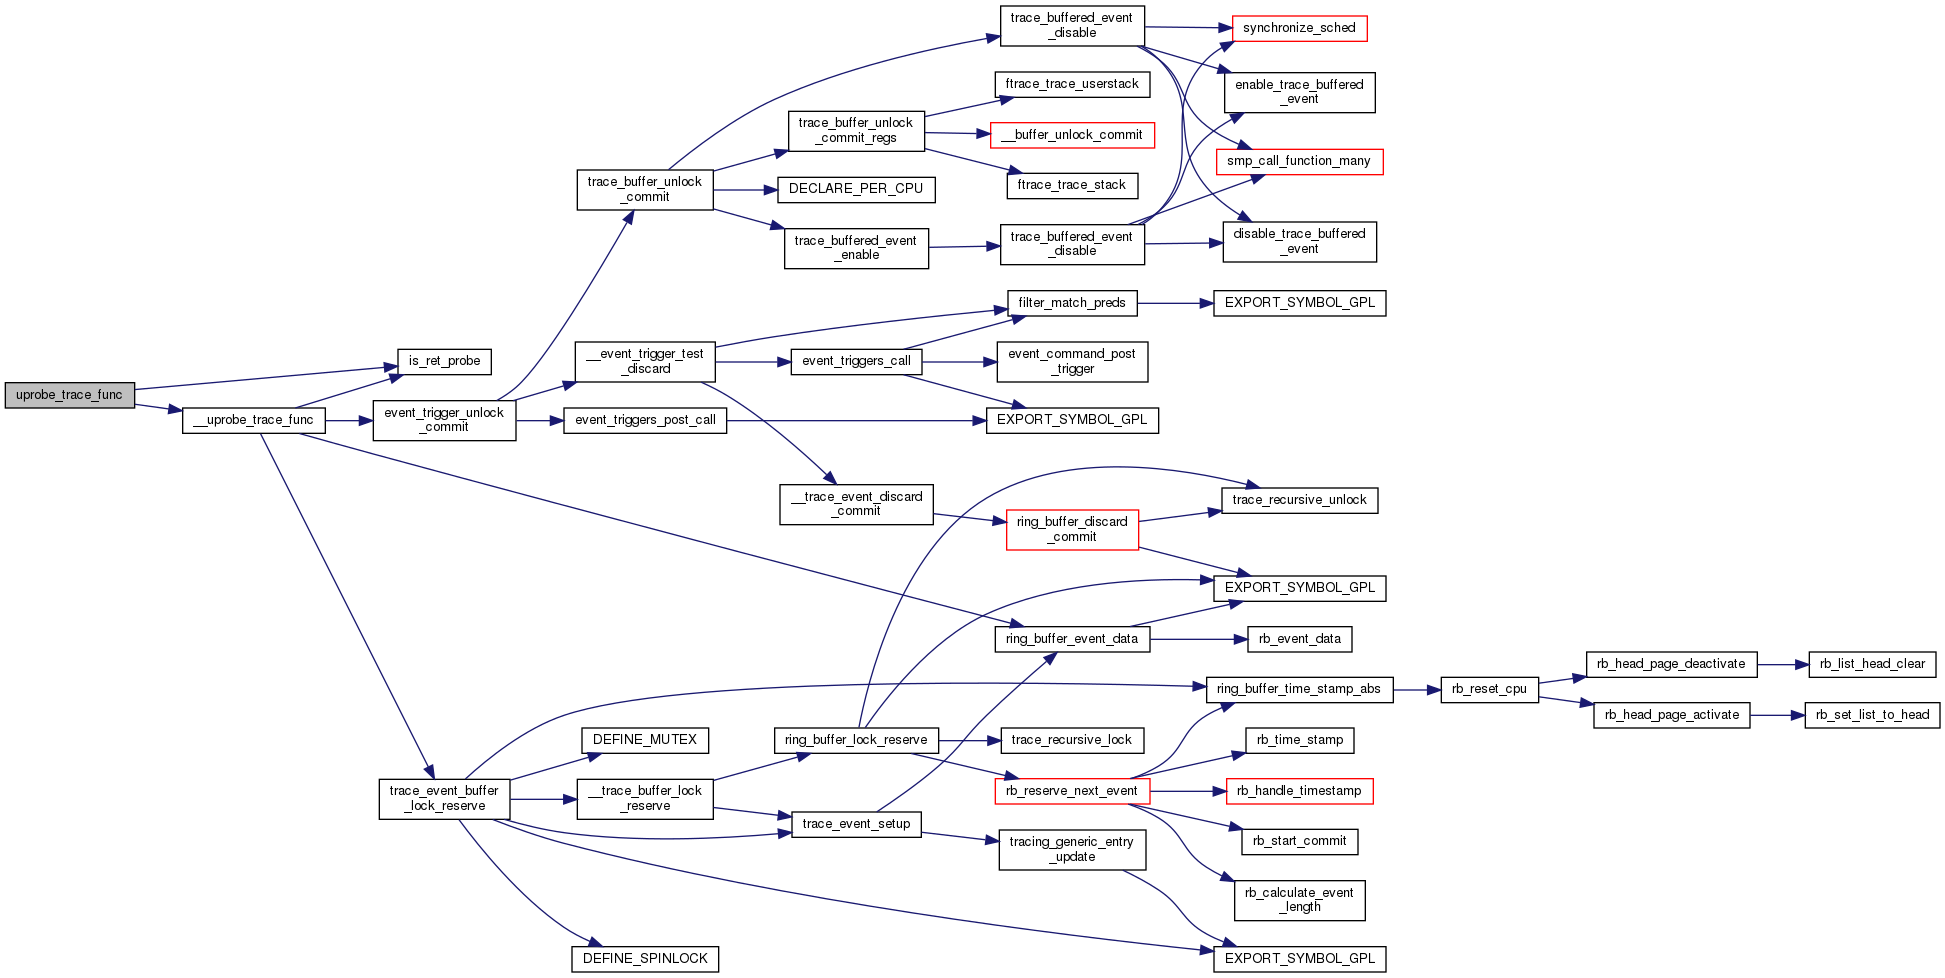 uprobe_trace_func
is_ret_probe
__uprobe_trace_func
event_trigger_unlock
_commit
trace_event_buffer
_lock_reserve
trace_buffer_unlock
_commit
__event_trigger_test
_discard
event_triggers_post_call
DEFINE_MUTEX
__trace_buffer_lock
_reserve
DEFINE_SPINLOCK
trace_buffer_unlock
_commit_regs
DECLARE_PER_CPU
trace_buffered_event
_enable
event_triggers_call
__trace_event_discard
_commit
ring_buffer_lock_reserve
trace_event_setup
trace_buffered_event
_disable
ftrace_trace_userstack
__buffer_unlock_commit
ftrace_trace_stack
trace_buffered_event
_disable
filter_match_preds
event_command_post
_trigger
EXPORT_SYMBOL_GPL
ring_buffer_discard
_commit
ring_buffer_event_data
trace_recursive_lock
rb_reserve_next_event
tracing_generic_entry
_update
synchronize_sched
enable_trace_buffered
_event
smp_call_function_many
disable_trace_buffered
_event
EXPORT_SYMBOL_GPL
trace_recursive_unlock
EXPORT_SYMBOL_GPL
rb_event_data
ring_buffer_time_stamp_abs
rb_time_stamp
rb_handle_timestamp
rb_start_commit
rb_calculate_event
_length
EXPORT_SYMBOL_GPL
rb_reset_cpu
rb_head_page_deactivate
rb_head_page_activate
rb_list_head_clear
rb_set_list_to_head